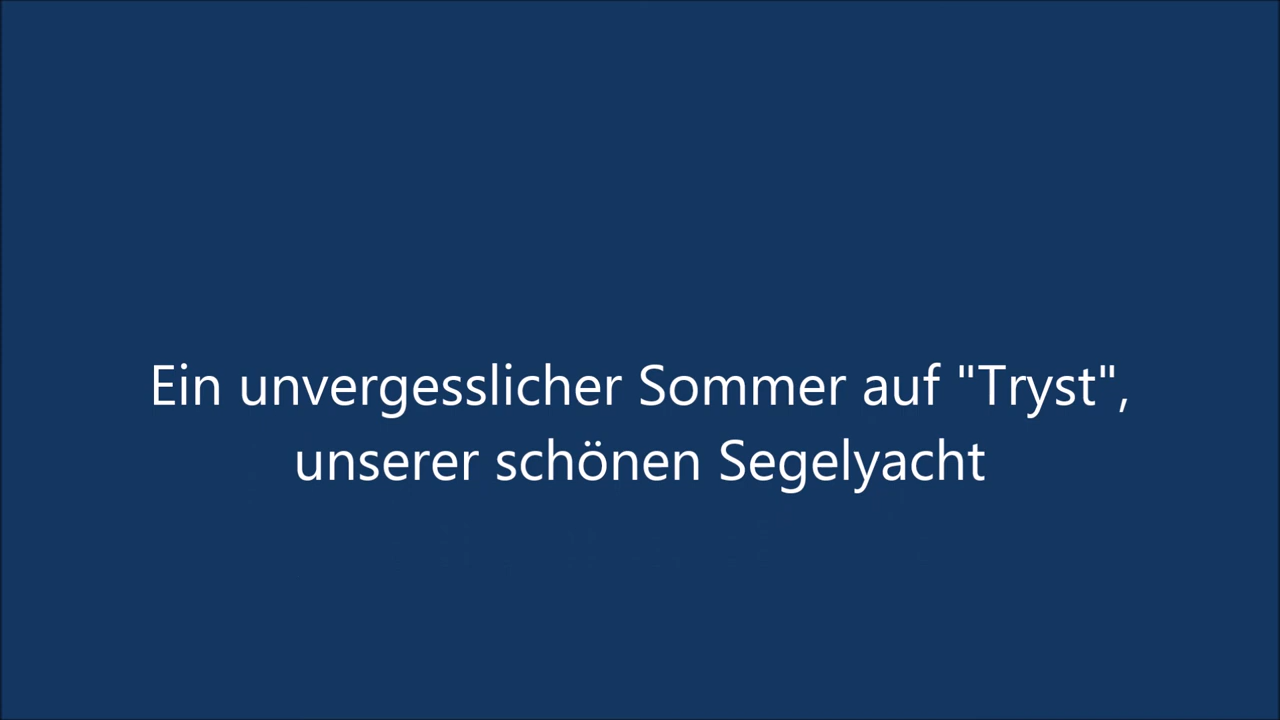 Ein unvergesslicher Sommer auf "Tryst",
unserer schönen Segelyacht